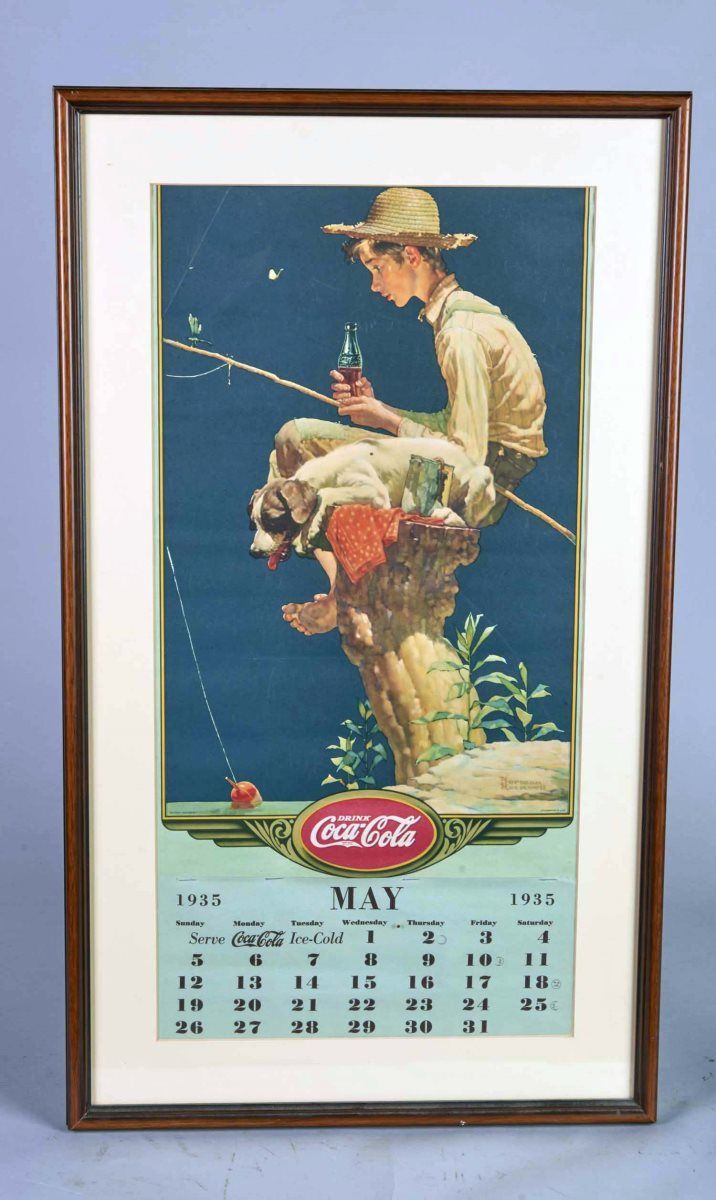 Norman
Rockwell
DRINK
Coca-Cola
1935 MAY 1935
Sunday Monday Tuesday Wednesday Thursday Friday Saturday
Serve Coca-Cola Ice-Cold 1 2 3 4
5 6 7 8 9 10 11
12 13 14 15 16 17 18
19 20 21 22 23 24 25
26 27 28 29 30 31